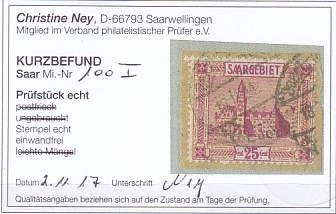 Christine Ney, D-66793 Saarwellingen
Mitglied im Verband philatelistischer Prüfer e.V.
KURZBEFUND
Saar Mi.-Nr 100 I
Prüfstück echt
postfrisch
ungebraucht
Stempel echt
einwandfrei
leichte Mängel
Datum 2.11.17 Unterschrift Ney
Qualitätsangaben beziehen sich auf den Zustand am Tage der Prüfung.
SAARGEBIET
25